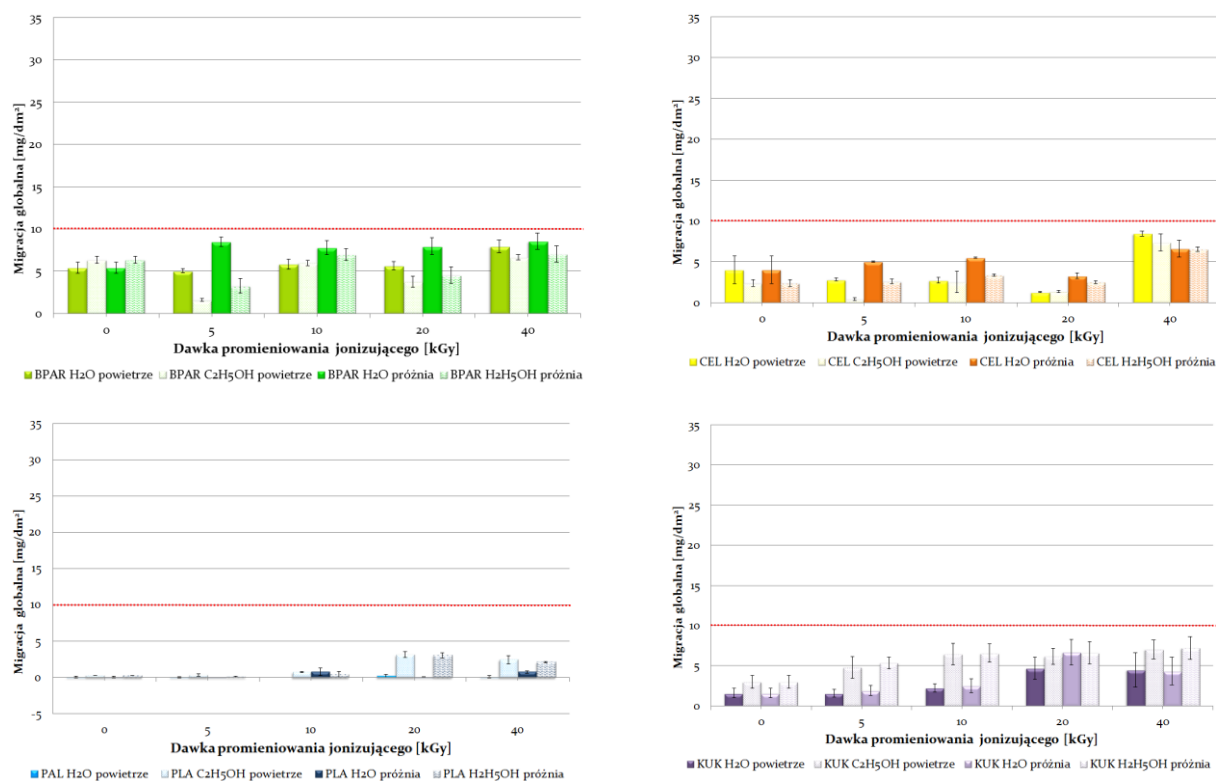 35
30
25
20
15
10
5
0
Migracja globalna [mg/dm²]
0 5 10 20 40
Dawka promieniowania jonizującego [kGy]
BPAR H2O powietrze BPAR C2H5OH powietrze BPAR H2O próżnia BPAR H2H5OH próżnia
35
30
25
20
15
10
5
0
Migracja globalna [mg/dm²]
0 5 10 20 40
Dawka promieniowania jonizującego [kGy]
CEL H2O powietrze CEL C2H5OH powietrze CEL H2O próżnia CEL H2H5OH próżnia
35
30
25
20
15
10
5
0
-5
Migracja globalna [mg/dm²]
0 5 10 20 40
Dawka promieniowania jonizującego [kGy]
PAL H2O powietrze PLA C2H5OH powietrze PLA H2O próżnia PLA H2H5OH próżnia
35
30
25
20
15
10
5
0
Migracja globalna [mg/dm²]
0 5 10 20 40
Dawka promieniowania jonizującego [kGy]
KUK H2O powietrze KUK C2H5OH powietrze KUK H2O próżnia KUK H2H5OH próżnia